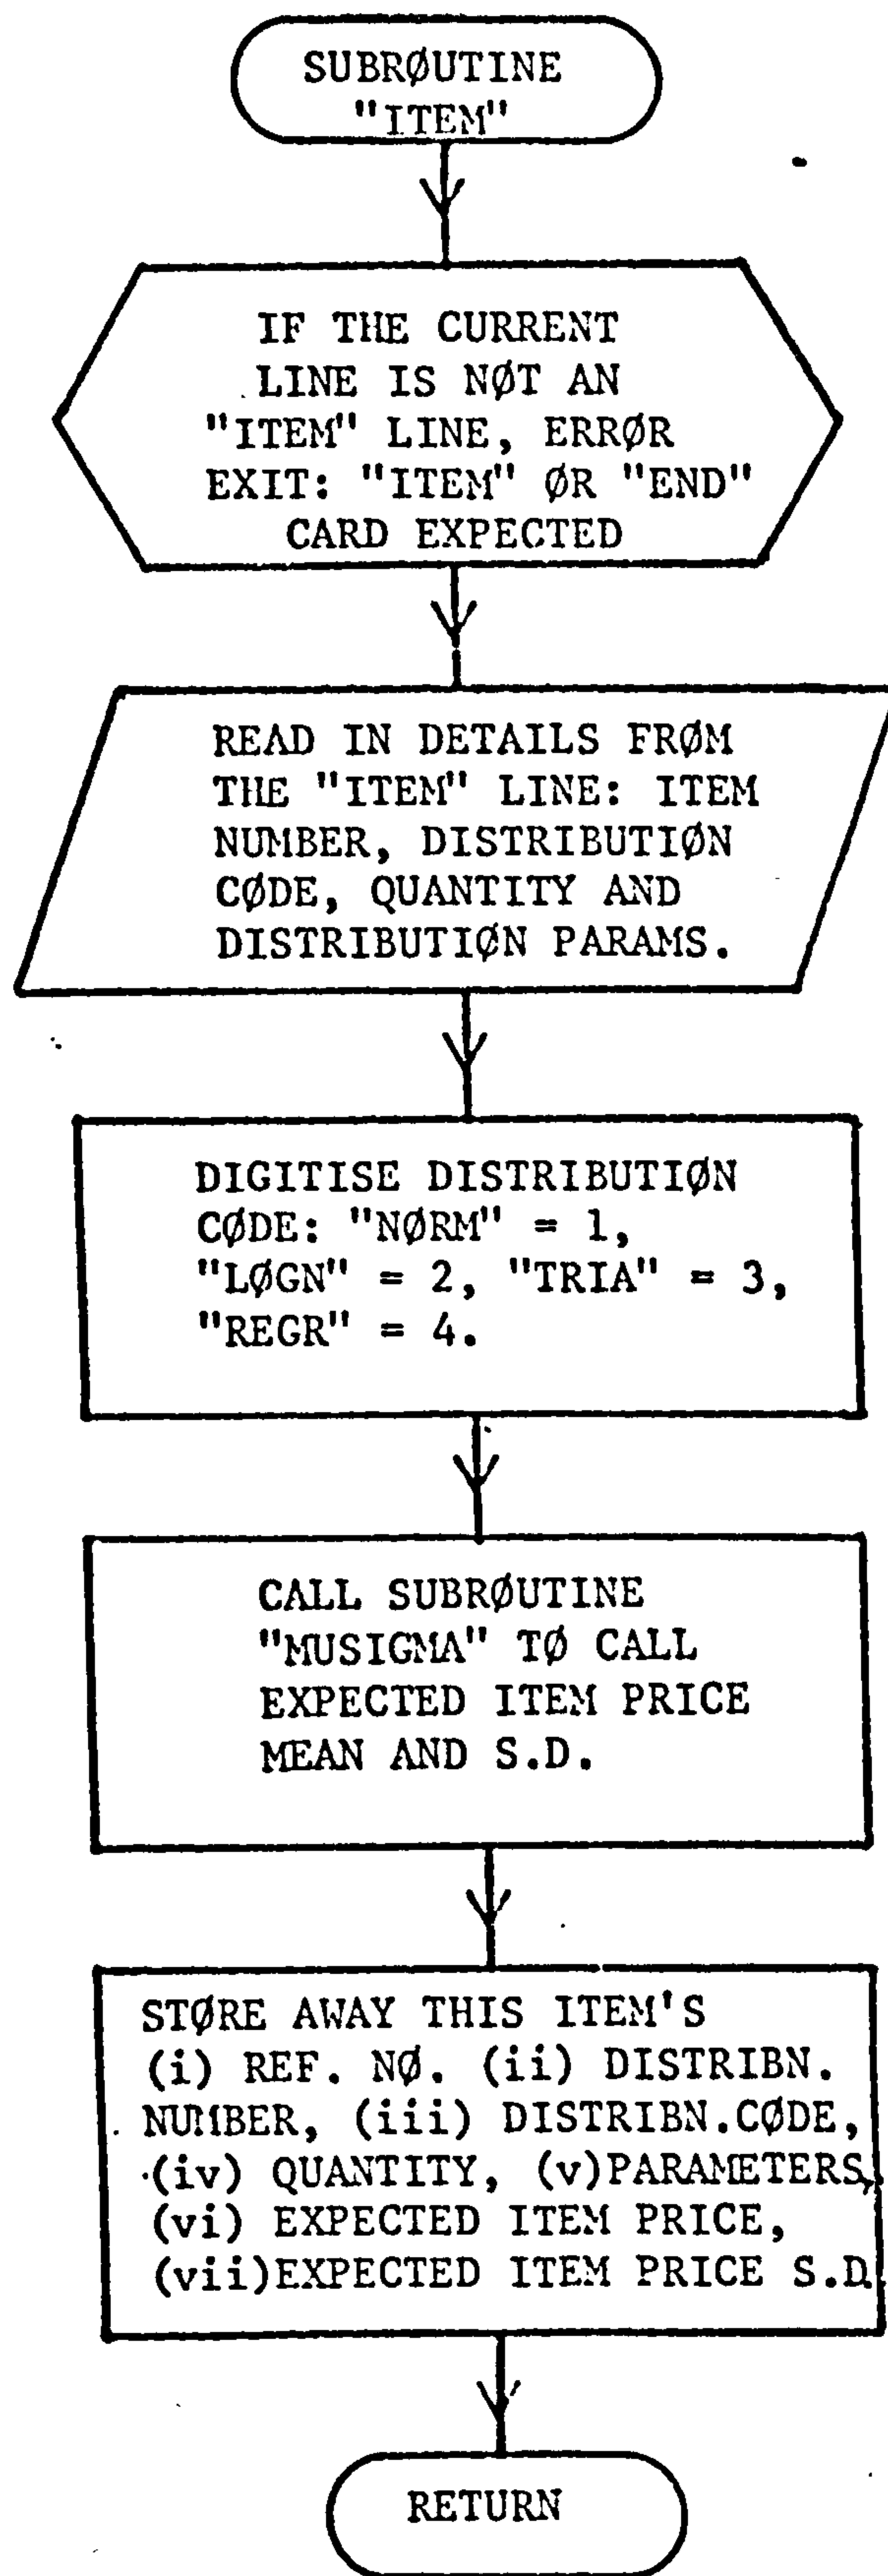 SUBRØUTINE
"ITEM"
IF THE CURRENT
LINE IS NØT AN
"ITEM" LINE, ERRØR
EXIT: "ITEM" ØR "END"
CARD EXPECTED
READ IN DETAILS FRØM
THE "ITEM" LINE: ITEM
NUMBER, DISTRIBUTIØN
CØDE, QUANTITY AND
DISTRIBUTIØN PARAMS.
DIGITISE DISTRIBUTIØN
CØDE: "NØRM" = 1,
"LØGN" = 2, "TRIA" = 3,
"REGR" = 4.
CALL SUBRØUTINE
"MUSIGMA" TØ CALL
EXPECTED ITEM PRICE
MEAN AND S.D.
STØRE AWAY THIS ITEM'S
(i) REF. NØ. (ii) DISTRIBN.
NUMBER, (iii) DISTRIBN.CØDE,
(iv) QUANTITY, (v)PARAMETERS,
(vi) EXPECTED ITEM PRICE,
(vii)EXPECTED ITEM PRICE S.D.
RETURN